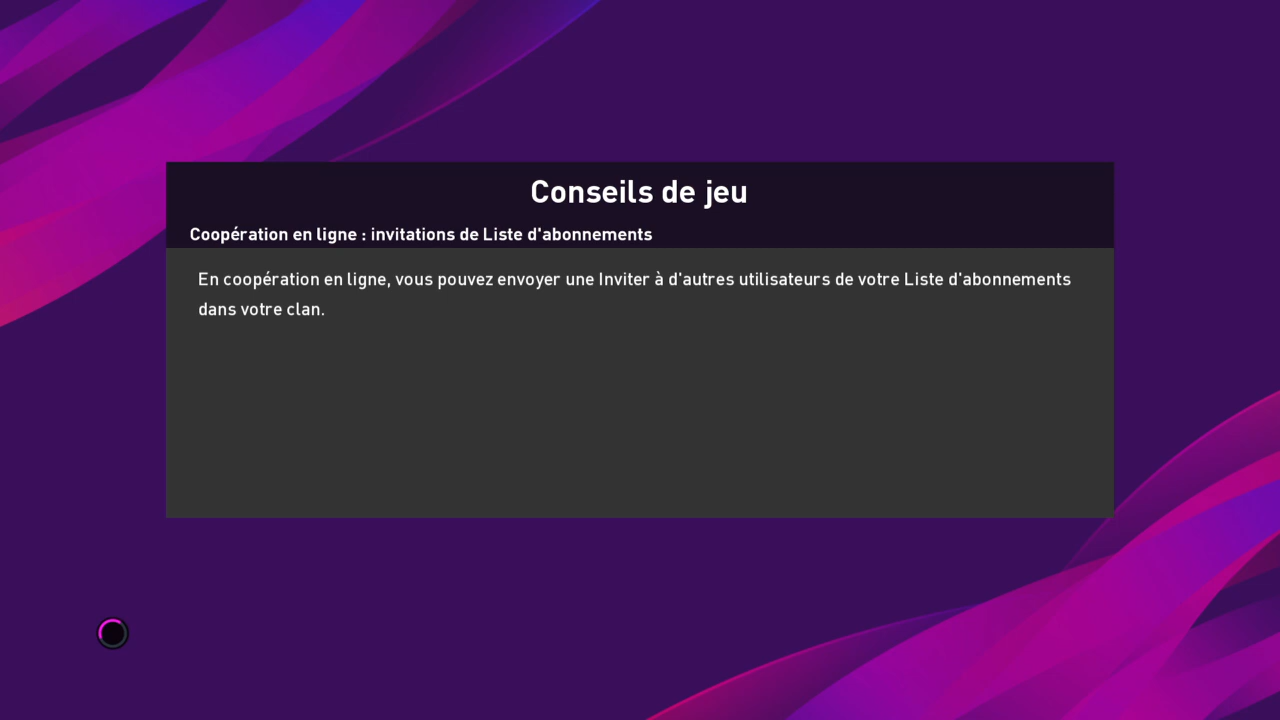 Conseils de jeu
Coopération en ligne : invitations de Liste d'abonnements
En coopération en ligne, vous pouvez envoyer une Inviter à d'autres utilisateurs de votre Liste d'abonnements
dans votre clan.